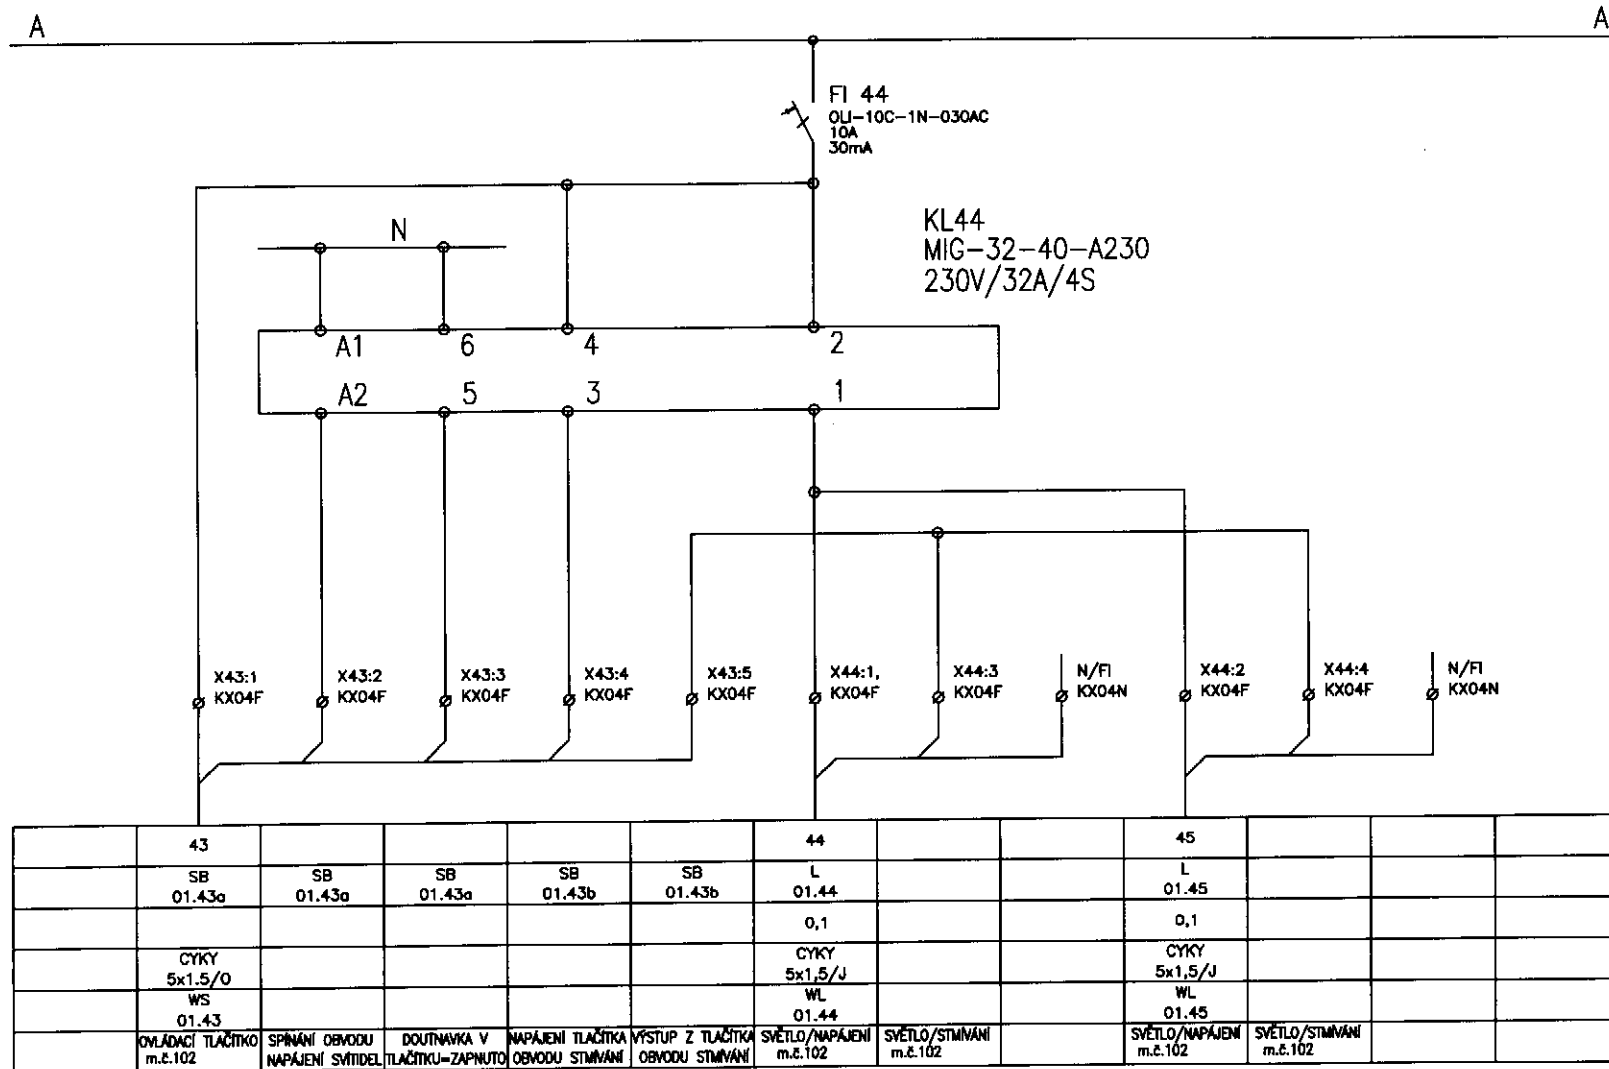 A
A
FI 44
OLI-10C-1N-030AC
10A
30mA
KL44
MIG-32-40-A230
230V/32A/4S
N
A1
6
4
2
A2
5
3
1
X43:1
KX04F
X43:2
KX04F
X43:3
KX04F
X43:4
KX04F
X43:5
KX04F
X44:1,
KX04F
X44:3
KX04F
N/FI
KX04N
X44:2
KX04F
X44:4
KX04F
N/FI
KX04N
43
44
45
SB
01.43a
SB
01.43a
SB
01.43a
SB
01.43b
SB
01.43b
L
01.44
L
01.45
0,1
0,1
CYKY
5x1.5/O
CYKY
5x1,5/J
CYKY
5x1,5/J
WS
01.43
WL
01.44
WL
01.45
OVLÁDACÍ TLAČÍTKO
m.č.102
SPÍNÁNÍ OBVODU
NAPÁJENÍ SVÍTIDEL
DOUTNAVKA V
TLAČÍTKU=ZAPNUTO
NAPÁJENÍ TLAČÍTKA
OBVODU STMÍVÁNÍ
VÝSTUP Z TLAČÍTKA
OBVODU STMÍVÁNÍ
SVĚTLO/NAPÁJENÍ
m.č.102
SVĚTLO/STMÍVÁNÍ
m.č.102
SVĚTLO/NAPÁJENÍ
m.č.102
SVĚTLO/STMÍVÁNÍ
m.č.102